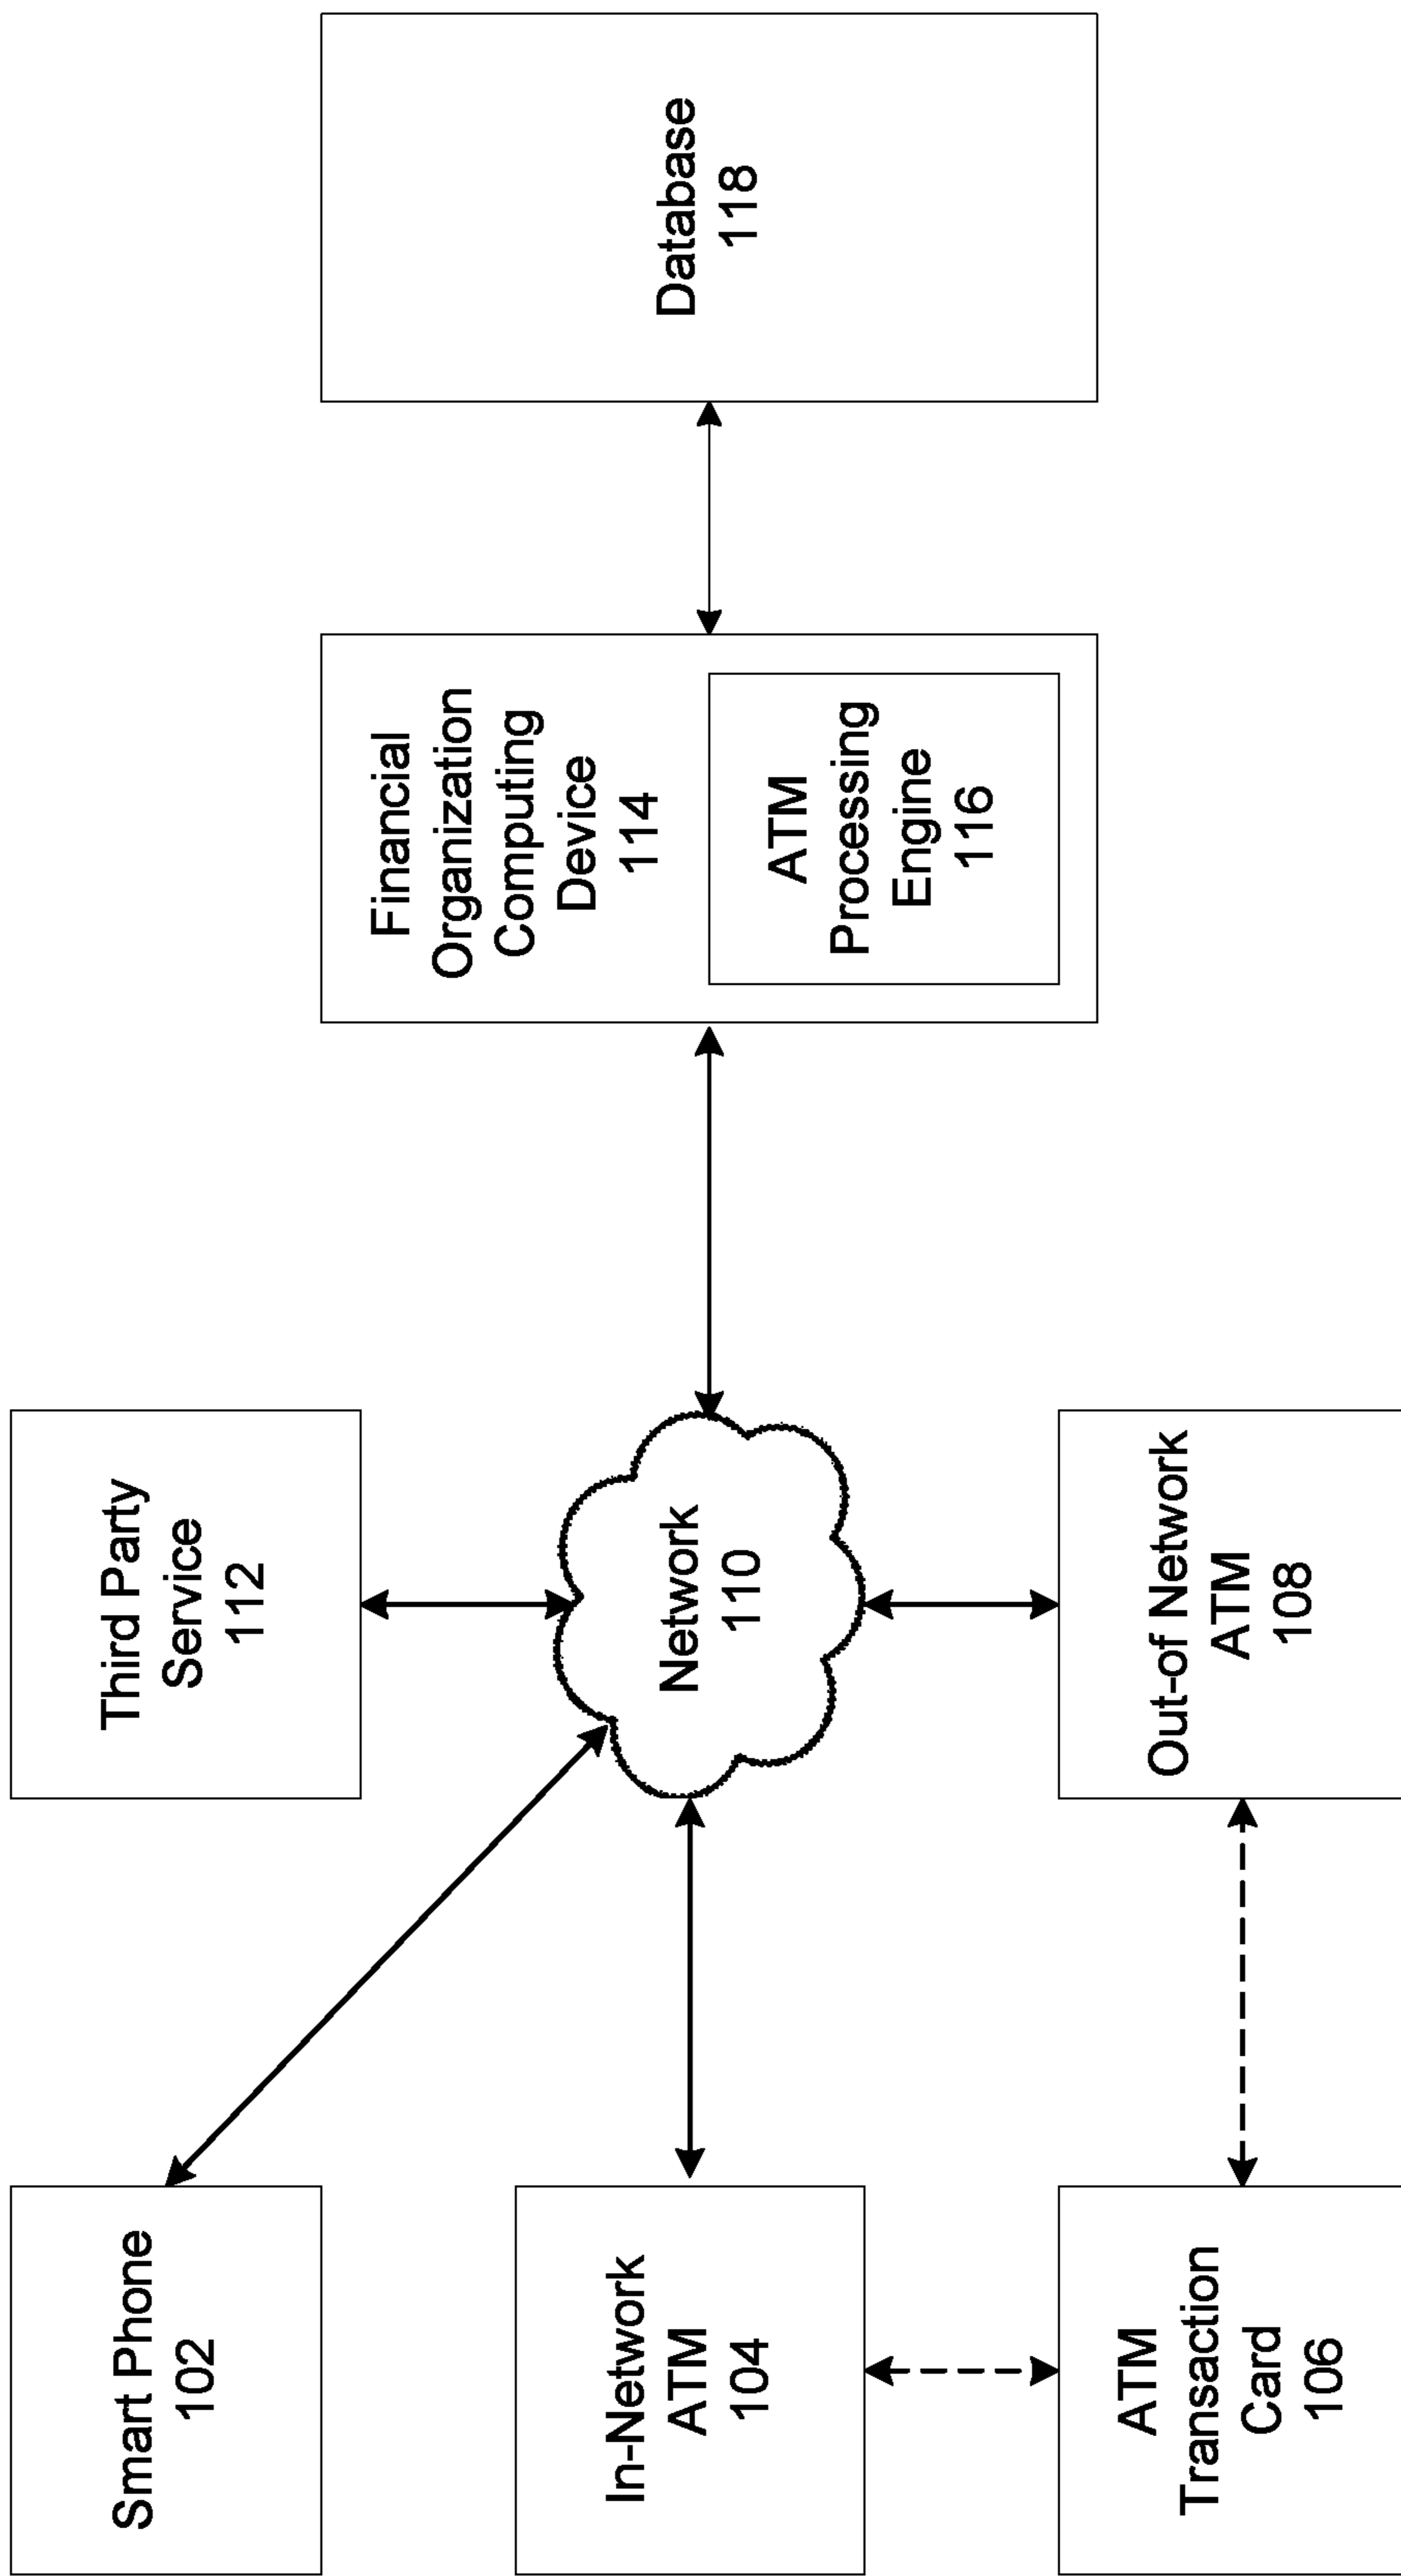 Smart Phone
102
In-Network
ATM
104
ATM
Transaction
Card
106
Third Party
Service
112
Network
110
Out-of Network
ATM
108
Financial
Organization
Computing
Device
114
ATM
Processing
Engine
116
Database
118